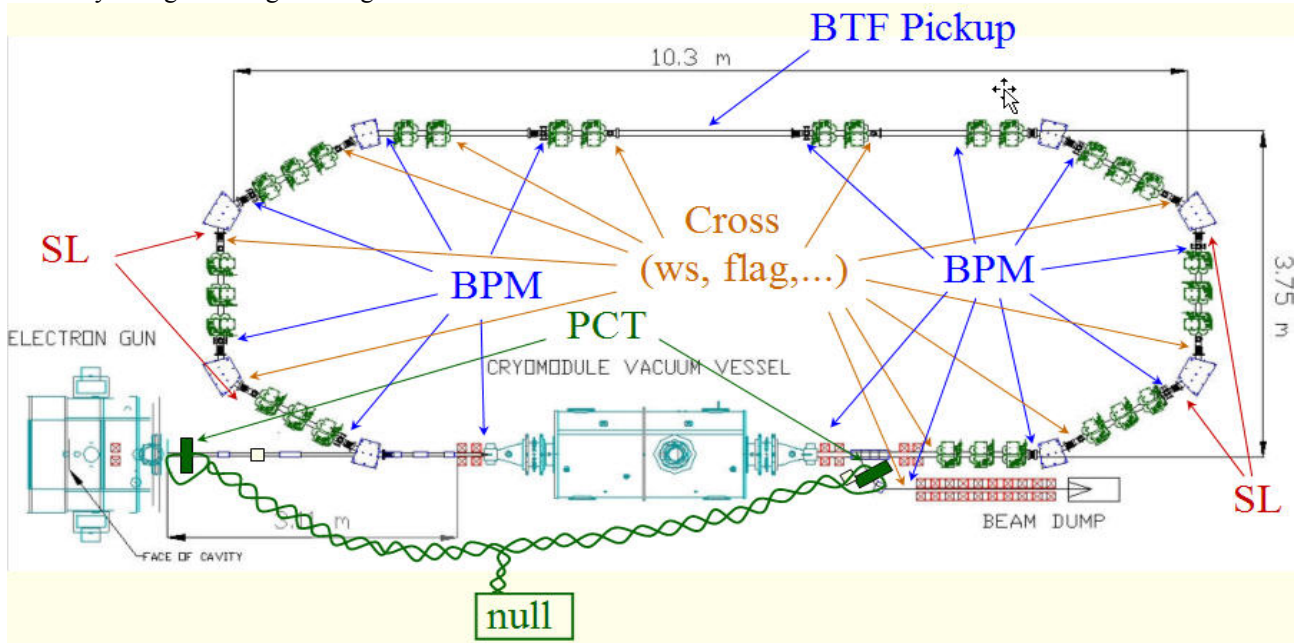 BTF Pickup
10.3 m
Cross
(ws, flag,...)
SL
BPM
BPM
3.75 m
PCT
ELECTRON GUN
CRYOMODULE VACUUM VESSEL
SL
BEAM DUMP
FACE OF CAVITY
null